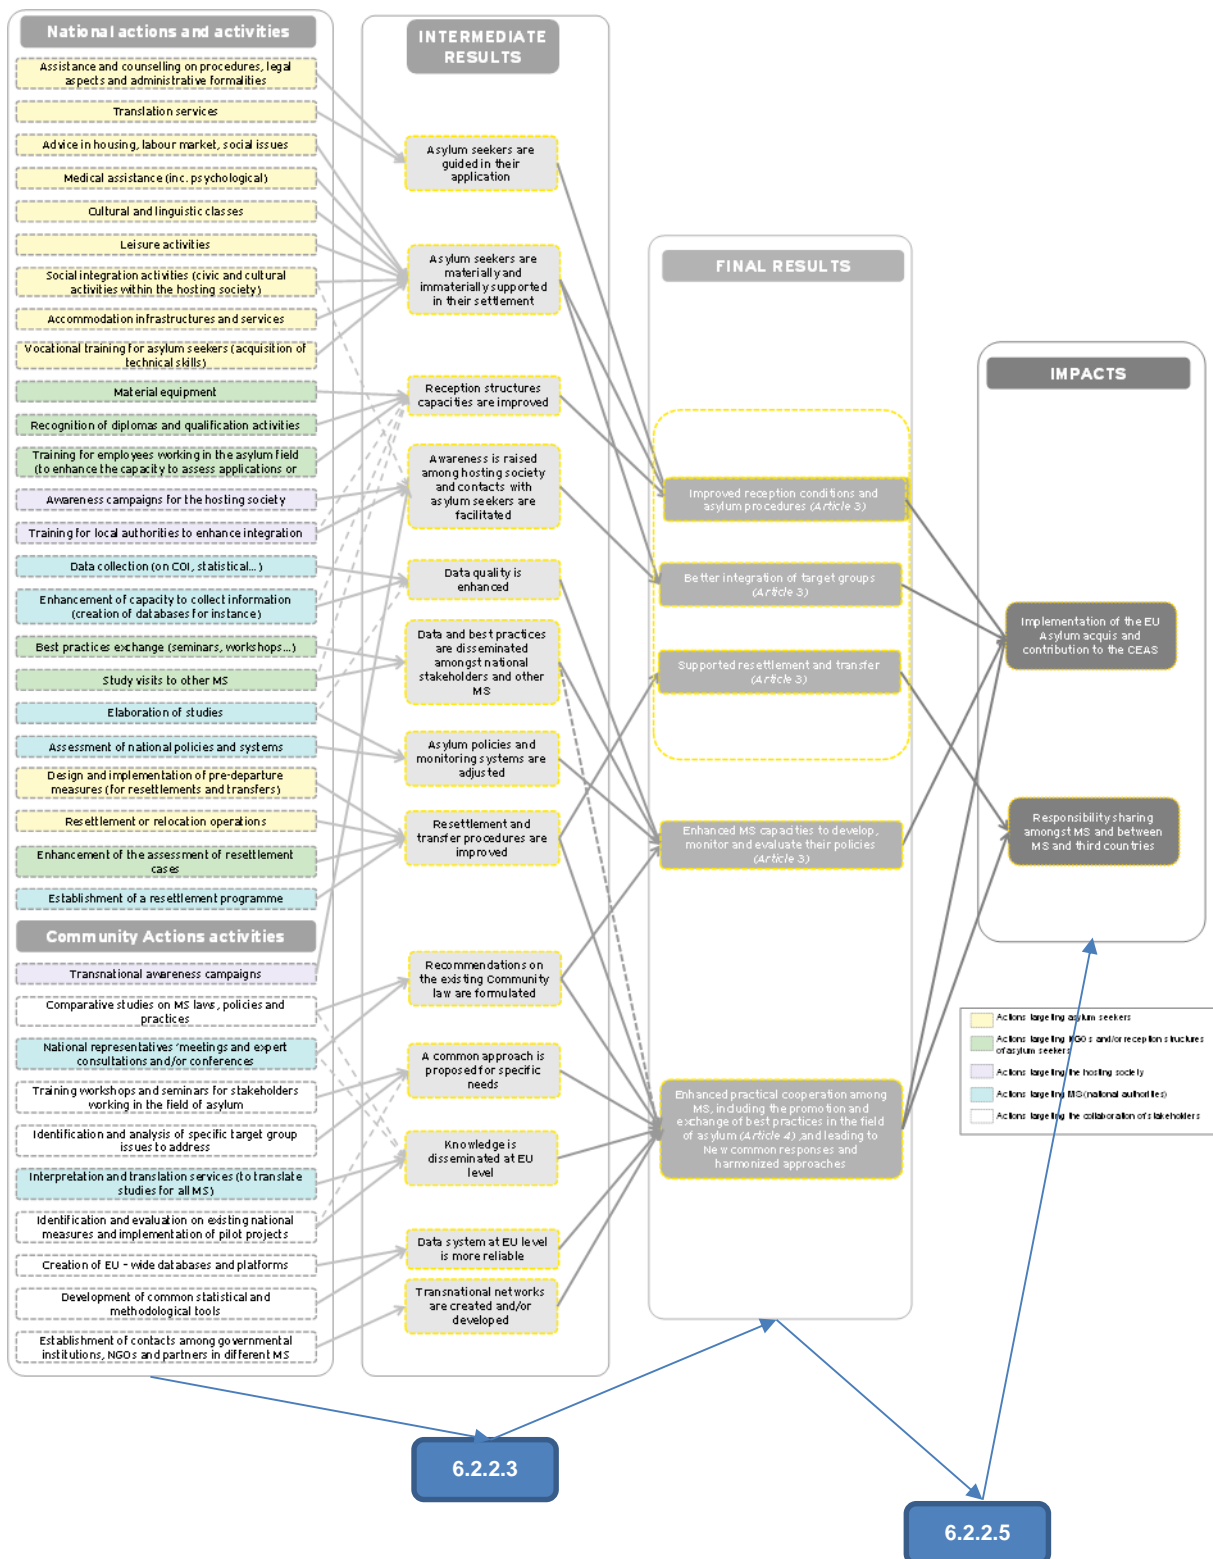 National actions and activities
Assistance and counselling on procedures, legal
aspects and administrative formalities
Translation services
Advice in housing, labour market, social issues
Medical assistance (inc. psychological)
Cultural and linguistic classes
Leisure activities
Social integration activities (civic and cultural
activities within the hosting society)
Accommodation infrastructures and services
Vocational training for asylum seekers (acquisition of
technical skills)
Material equipment
Recognition of diplomas and qualification activities
Training for employees working in the asylum field
(to enhance the capacity to assess applications or
Awareness campaigns for the hosting society
Training for local authorities to enhance integration
Data collection (on COI, statistical...)
Enhancement of capacity to collect information
(creation of databases for instance)
Best practices exchange (seminars, workshops...)
Study visits to other MS
Elaboration of studies
Assessment of national policies and systems
Design and implementation of pre-departure
measures (for resettlements and transfers)
Resettlement or relocation operations
Enhancement of the assessment of resettlement
cases
Establishment of a resettlement programme
Community Actions activities
Transnational awareness campaigns
Comparative studies on MS laws, policies and
practices
National representatives 'meetings and expert
consultations and/or conferences
Training workshops and seminars for stakeholders
working in the field of asylum
Identification and analysis of specific target group
issues to address
Interpretation and translation services (to translate
studies for all MS)
Identification and evaluation on existing national
measures and implementation of pilot projects
Creation of EU - wide databases and platforms
Development of common statistical and
methodological tools
Establishment of contacts among governmental
institutions, NGOs and partners in different MS
INTERMEDIATE
RESULTS
Asylum seekers are
guided in their
application
Asylum seekers are
materially and
immaterially supported
in their settlement
Reception structures
capacities are improved
Awareness is raised
among hosting society
and contacts with
asylum seekers are
facilitated
Data quality is
enhanced
Data and best practices
are disseminated
amongst national
stakeholders and other
MS
Asylum policies and
monitoring systems are
adjusted
Resettlement and
transfer procedures are
improved
Recommendations on
the existing Community
law are formulated
A common approach is
proposed for specific
needs
Knowledge is
disseminated at EU
level
Data system at EU level
is more reliable
Transnational networks
are created and/or
developed
FINAL RESULTS
Improved reception conditions and
asylum procedures (Article 3)
Better integration of target groups
(Article 3)
Supported resettlement and transfer
(Article 3)
Enhanced MS capacities to develop,
monitor and evaluate their policies
(Article 3)
Enhanced practical cooperation among
MS, including the promotion and
exchange of best practices in the field
of asylum (Article 4) ,and leading to
New common responses and
harmonized approaches
IMPACTS
Implementation of the EU
Asylum acquis and
contribution to the CEAS
Responsibility sharing
amongst MS and between
MS and third countries
Actions targeting asylum seekers
Actions targeting NGOs and/or reception structures
of asylum seekers
Actions targeting the hosting society
Actions targeting MS (national authorities)
Actions targeting the collaboration of stakeholders
6.2.2.3
6.2.2.5